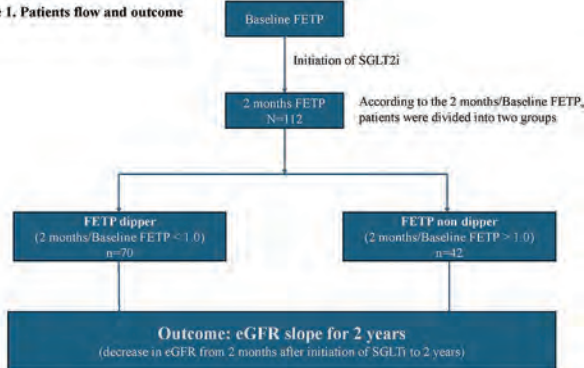 1. Patients flow and outcome
Baseline FETP
Initiation of SGLT2i
2 months FETP
N=112
According to the 2 months/Baseline FETP,
patients were divided into two groups
FETP dipper
(2 months/Baseline FETP < 1.0)
n=70
FETP non dipper
(2 months/Baseline FETP > 1.0)
n=42
Outcome: eGFR slope for 2 years
(decrease in eGFR from 2 months after initiation of SGLTi to 2 years)